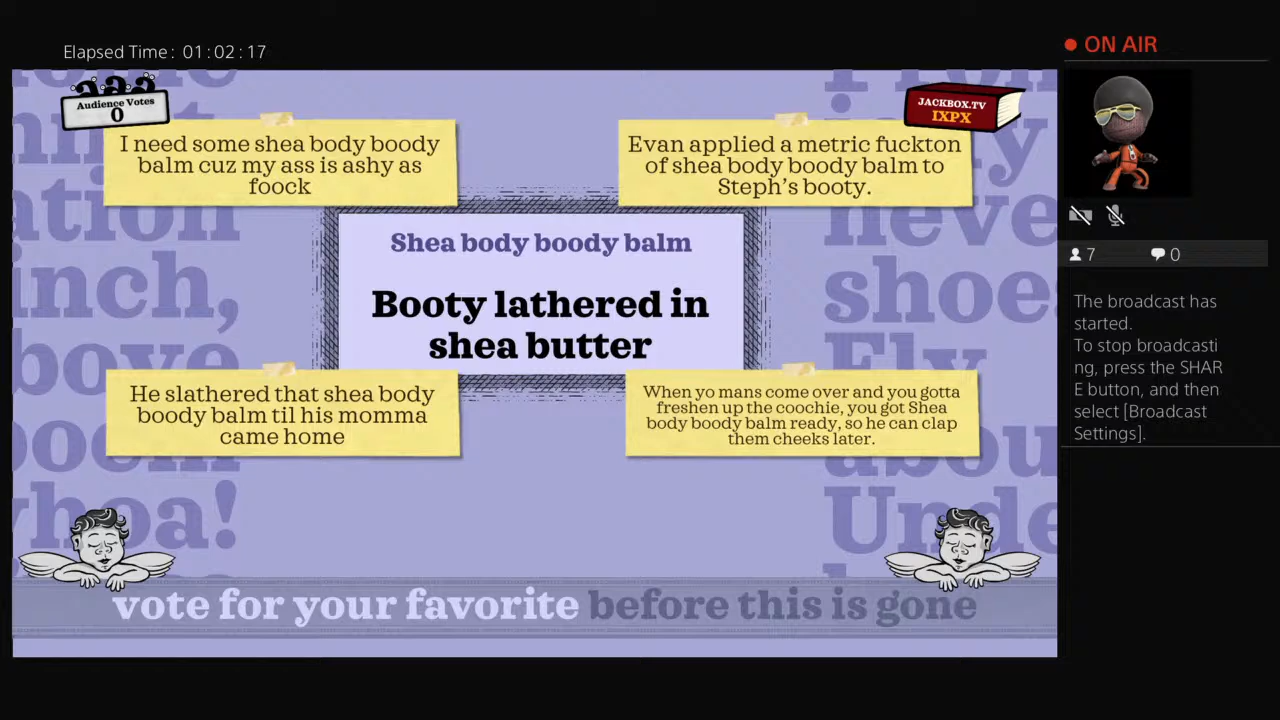 Elapsed Time: 01:02:17
ON AIR
Audience Votes
0
JACKBOX.TV
IXPX
I need some shea body boody
balm cuz my ass is ashy as
foock
Evan applied a metric fuckton
of shea body boody balm to
Steph's booty.
Shea body boody balm
Booty lathered in
shea butter
He slathered that shea body
boody balm til his momma
came home
When yo mans come over and you gotta
freshen up the coochie, you got Shea
body boody balm ready, so he can clap
them cheeks later.
vote for your favorite before this is gone
7
0
The broadcast has
started.
To stop broadcasti
ng, press the SHAR
E button, and then
select [Broadcast
Settings].
inch,
whoa!